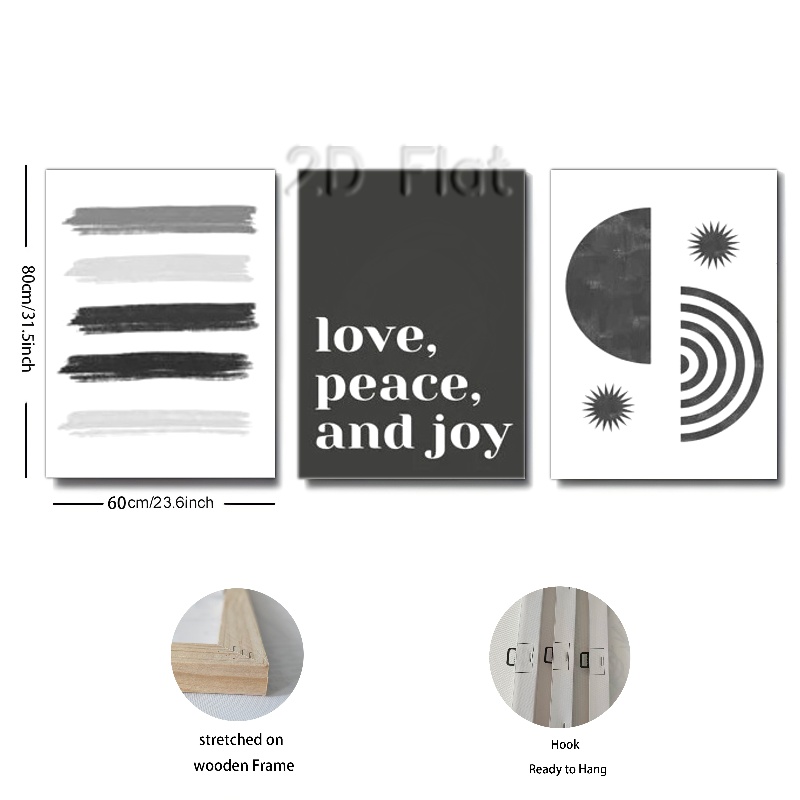 2D Flat
80cm/31.5inch
love,
peace,
and joy
60cm/23.6inch
stretched on
wooden Frame
Hook
Ready to Hang